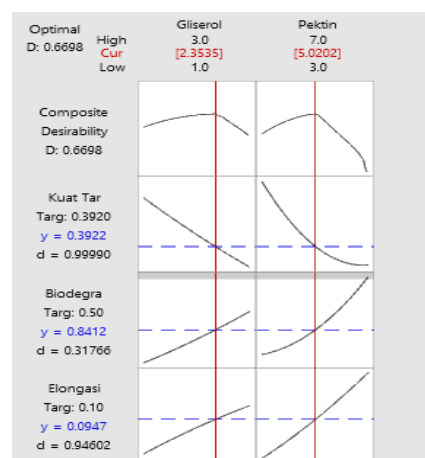 Optimal
D: 0.6698
High
Cur
Low
Gliserol
3.0
[2.3535]
1.0
Pektin
7.0
[5.0202]
3.0
Composite
Desirability
D: 0.6698
Kuat Tar
Targ: 0.3920
y = 0.3922
d = 0.99990
Biodegra
Targ: 0.50
y = 0.8412
d = 0.31766
Elongasi
Targ: 0.10
y = 0.0947
d = 0.94602